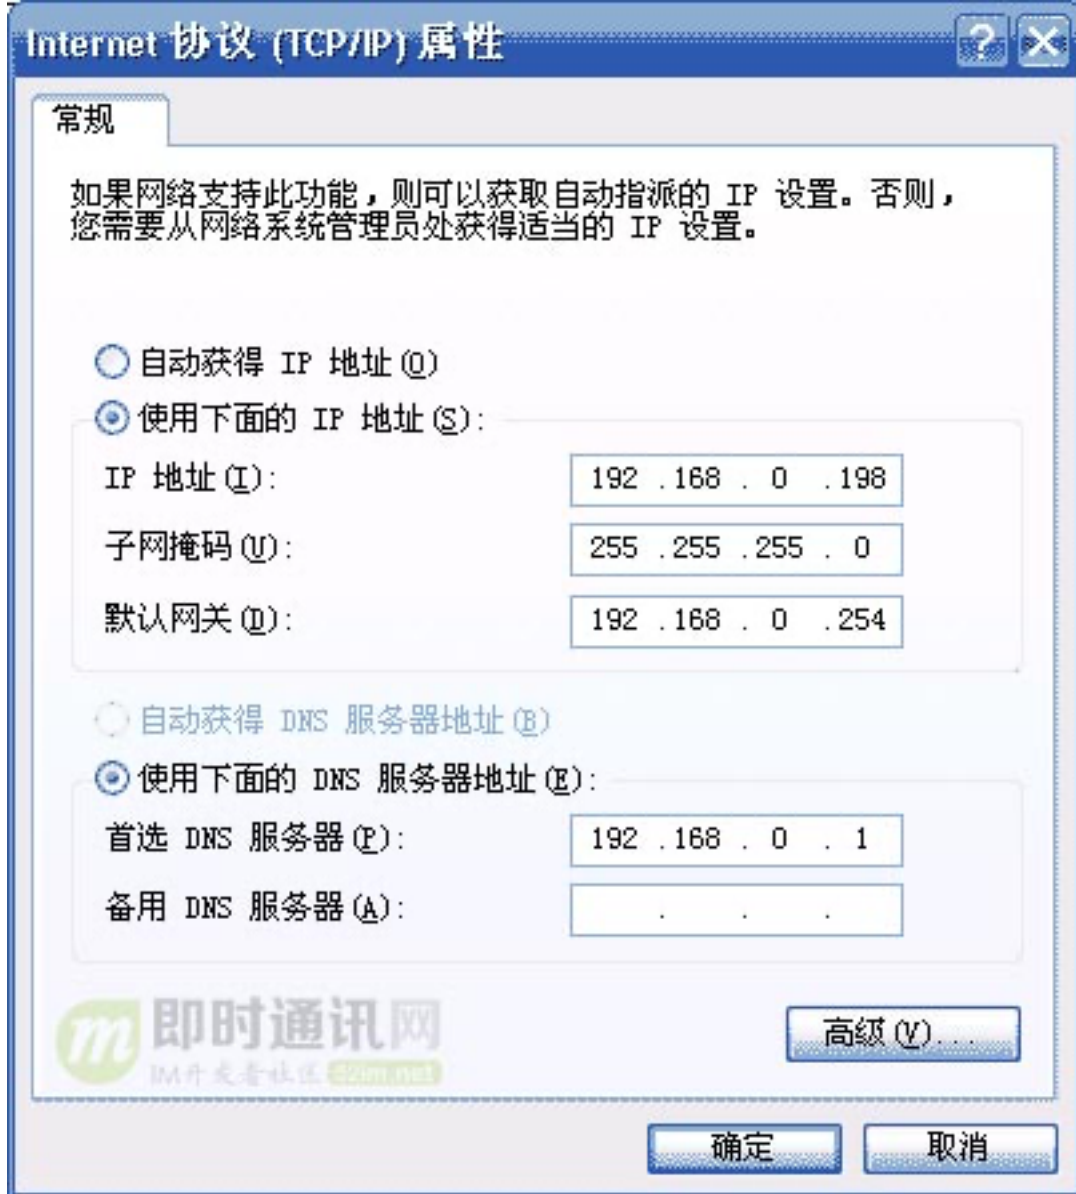 Internet 协议 (TCP/IP) 属性
常规
如果网络支持此功能，则可以获取自动指派的 IP 设置。否则，
您需要从网络系统管理员处获得适当的 IP 设置。
自动获得 IP 地址(O)
使用下面的 IP 地址(S):
IP 地址(I): 192 .168 . 0 .198
子网掩码(U): 255 .255 .255 . 0
默认网关(D): 192 .168 . 0 .254
自动获得 DNS 服务器地址(B)
使用下面的 DNS 服务器地址(E):
首选 DNS 服务器(P): 192 .168 . 0 . 1
备用 DNS 服务器(A): . . .
即时通讯网
IM开发者社区 52im.net
高级(V)...
确定 取消